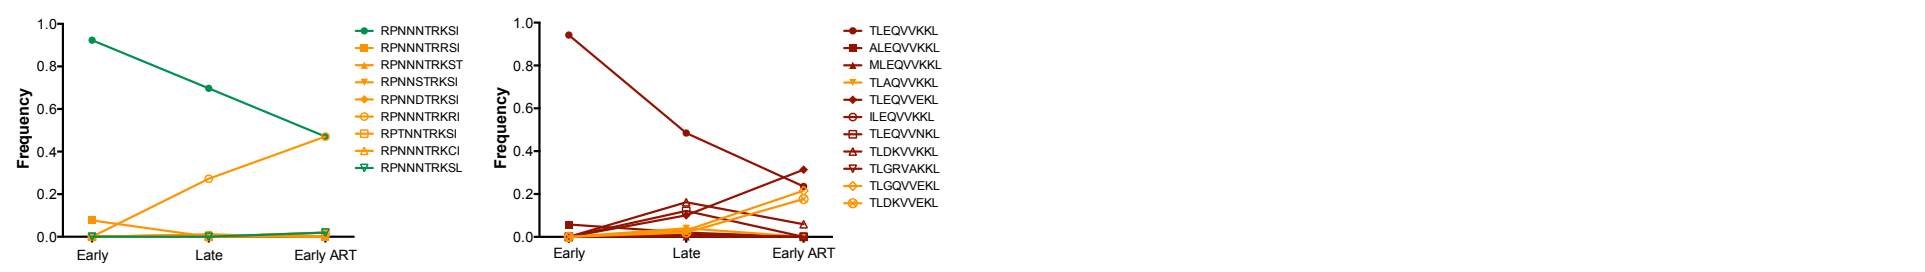 1.0
0.8
0.6
0.4
0.2
0.0
Frequency
Early
Late
Early ART
RPNNNTRKSI
RPNNNTRRSI
RPNNNTRKST
RPNNSTRKSI
RPNNDTRKSI
RPNNNTRKRI
RPTNNTRKSI
RPNNNTRKCI
RPNNNTRKSL
1.0
0.8
0.6
0.4
0.2
0.0
Frequency
Early
Late
Early ART
TLEQVVKKL
ALEQVVKKL
MLEQVVKKL
TLAQVVKKL
TLEQVVEKL
ILEQVVKKL
TLEQVVNKL
TLDKVVKKL
TLGRVAKKL
TLGQVVEKL
TLDKVVEKL